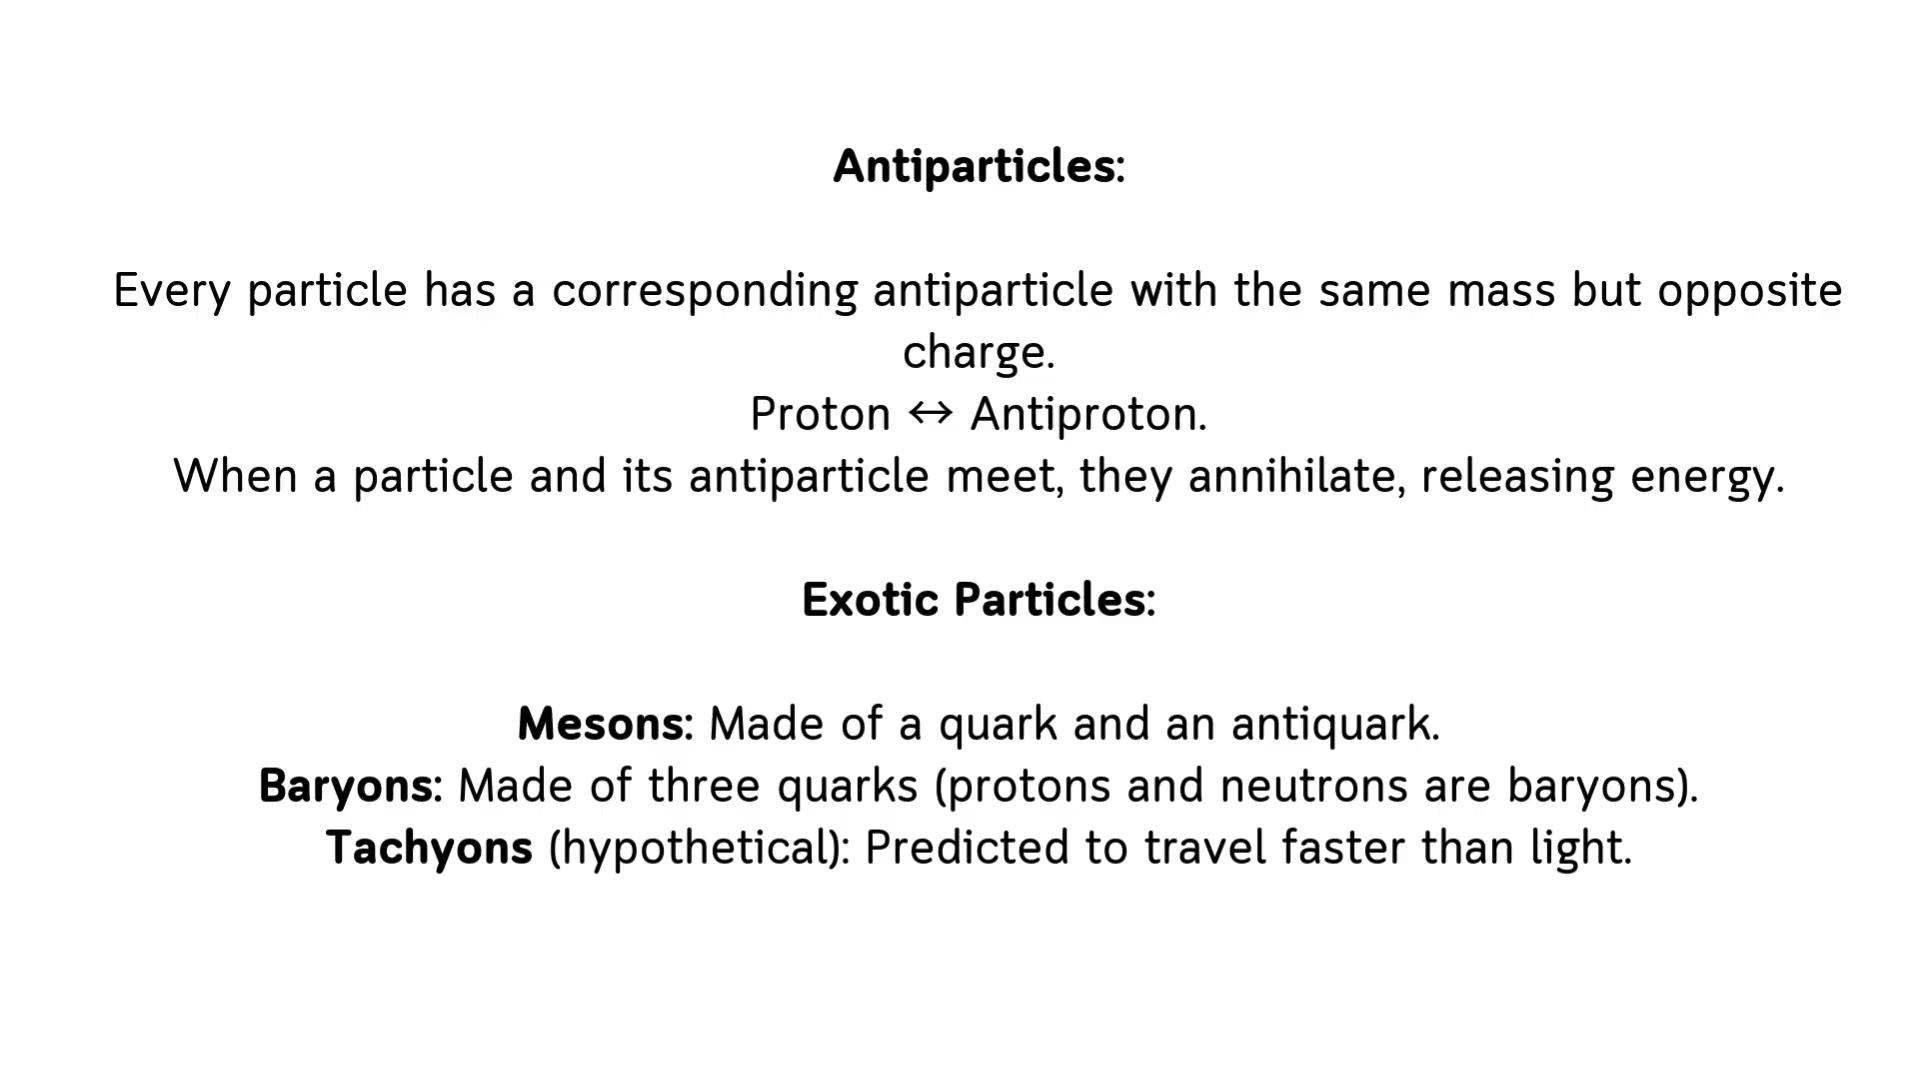 Antiparticles:
Every particle has a corresponding antiparticle with the same mass but opposite
charge.
Proton ↔ Antiproton.
When a particle and its antiparticle meet, they annihilate, releasing energy.
Exotic Particles:
Mesons: Made of a quark and an antiquark.
Baryons: Made of three quarks (protons and neutrons are baryons).
Tachyons (hypothetical): Predicted to travel faster than light.